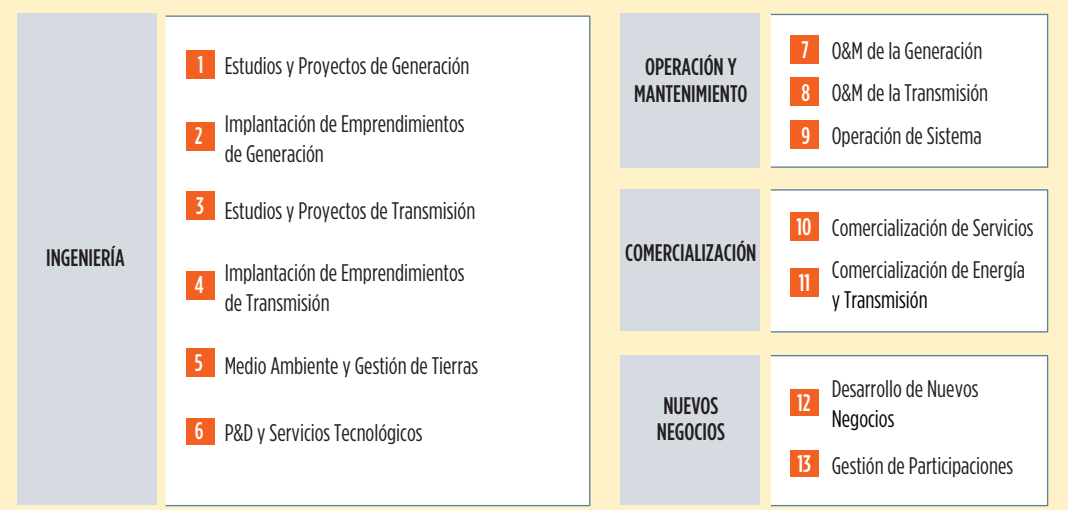 INGENIERÍA
1 Estudios y Proyectos de Generación
2 Implantación de Emprendimientos
de Generación
3 Estudios y Proyectos de Transmisión
4 Implantación de Emprendimientos
de Transmisión
5 Medio Ambiente y Gestión de Tierras
6 P&D y Servicios Tecnológicos
OPERACIÓN Y
MANTENIMIENTO
7 O&M de la Generación
8 O&M de la Transmisión
9 Operación de Sistema
COMERCIALIZACIÓN
10 Comercialización de Servicios
11 Comercialización de Energía
y Transmisión
NUEVOS
NEGOCIOS
12 Desarrollo de Nuevos
Negocios
13 Gestión de Participaciones